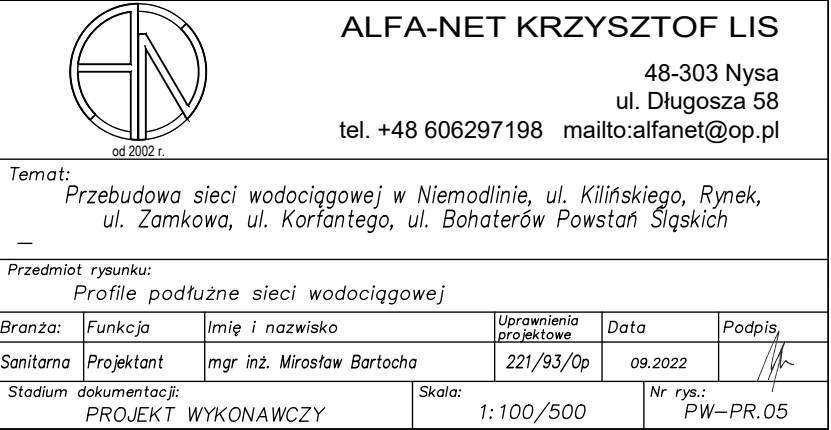 ALFA-NET KRZYSZTOF LIS
48-303 Nysa
ul. Długosza 58
tel. +48 606297198 mailto:alfanet@op.pl
od 2002 r.
Temat:
Przebudowa sieci wodociągowej w Niemodlinie, ul. Kilińskiego, Rynek,
ul. Zamkowa, ul. Korfantego, ul. Bohaterów Powstań Śląskich
–
Przedmiot rysunku:
Profile podłużne sieci wodociągowej
Branża: Funkcja Imię i nazwisko Uprawnienia projektowe Data Podpis
Sanitarna Projektant mgr inż. Mirosław Bartocha 221/93/Op 09.2022
Stadium dokumentacji: Skala: Nr rys.:
PROJEKT WYKONAWCZY 1:100/500 PW-PR.05